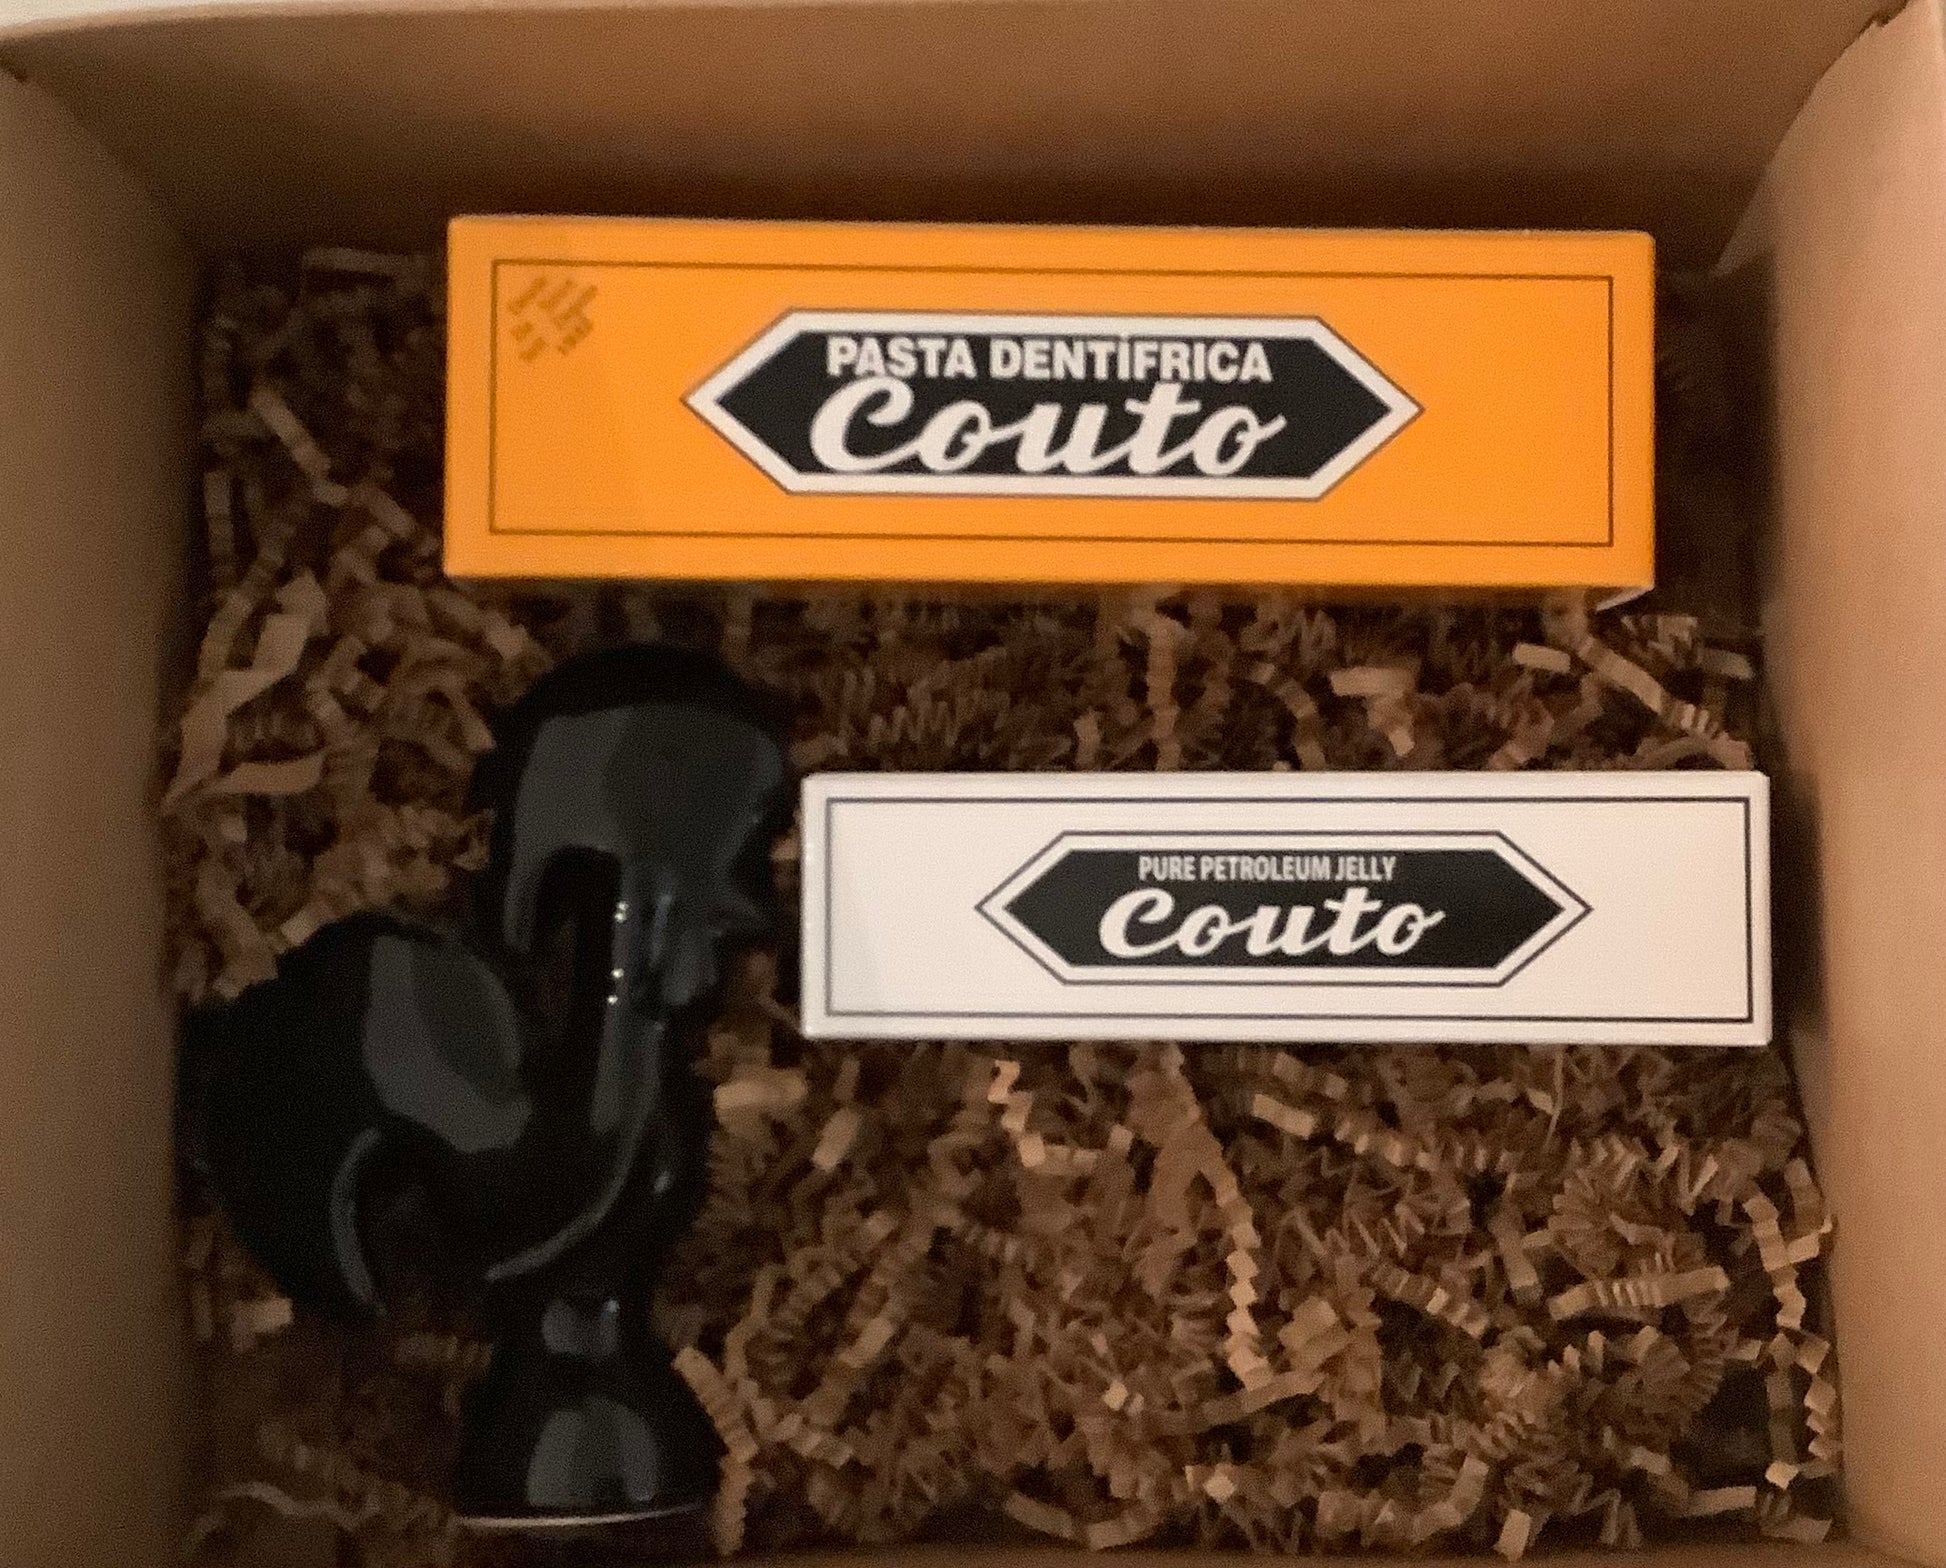 PASTA DENTÍFRICA
Couto
PURE PETROLEUM JELLY
Couto